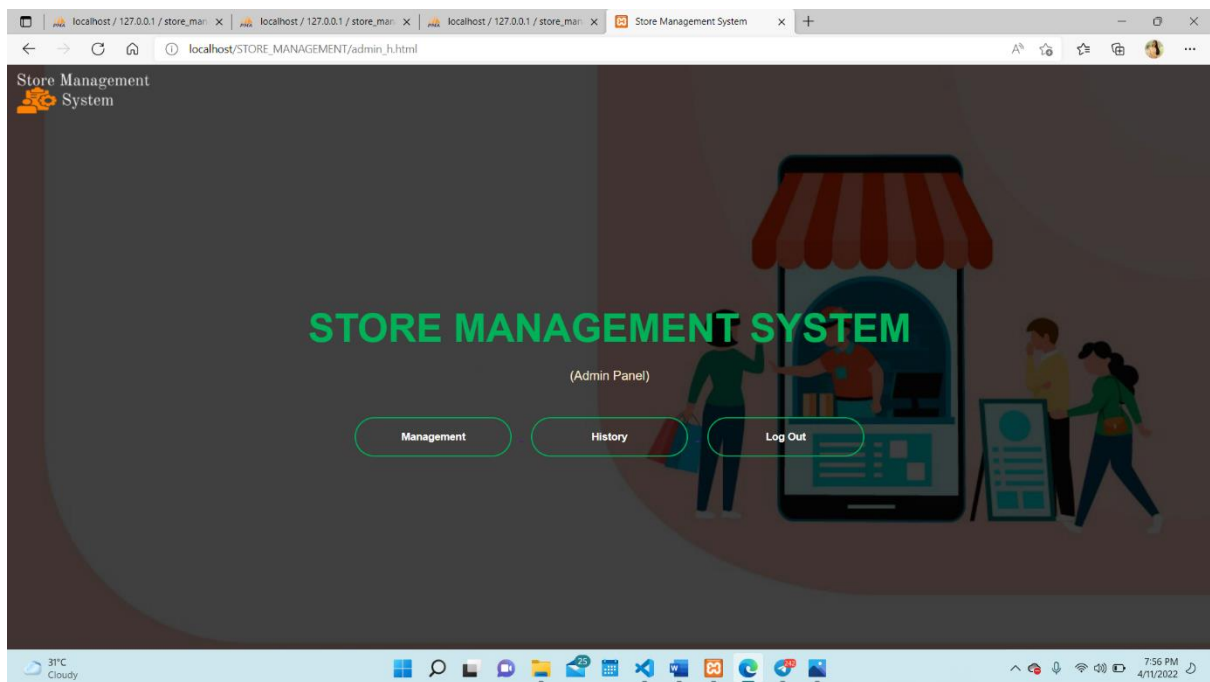 localhost / 127.0.0.1 / store_man
localhost / 127.0.0.1 / store_man
localhost / 127.0.0.1 / store_man
Store Management System
localhost/STORE_MANAGEMENT/admin_h.html
Store Management
System
STORE MANAGEMENT SYSTEM
(Admin Panel)
Management
History
Log Out
31°C
Cloudy
25
242
7:56 PM
4/11/2022